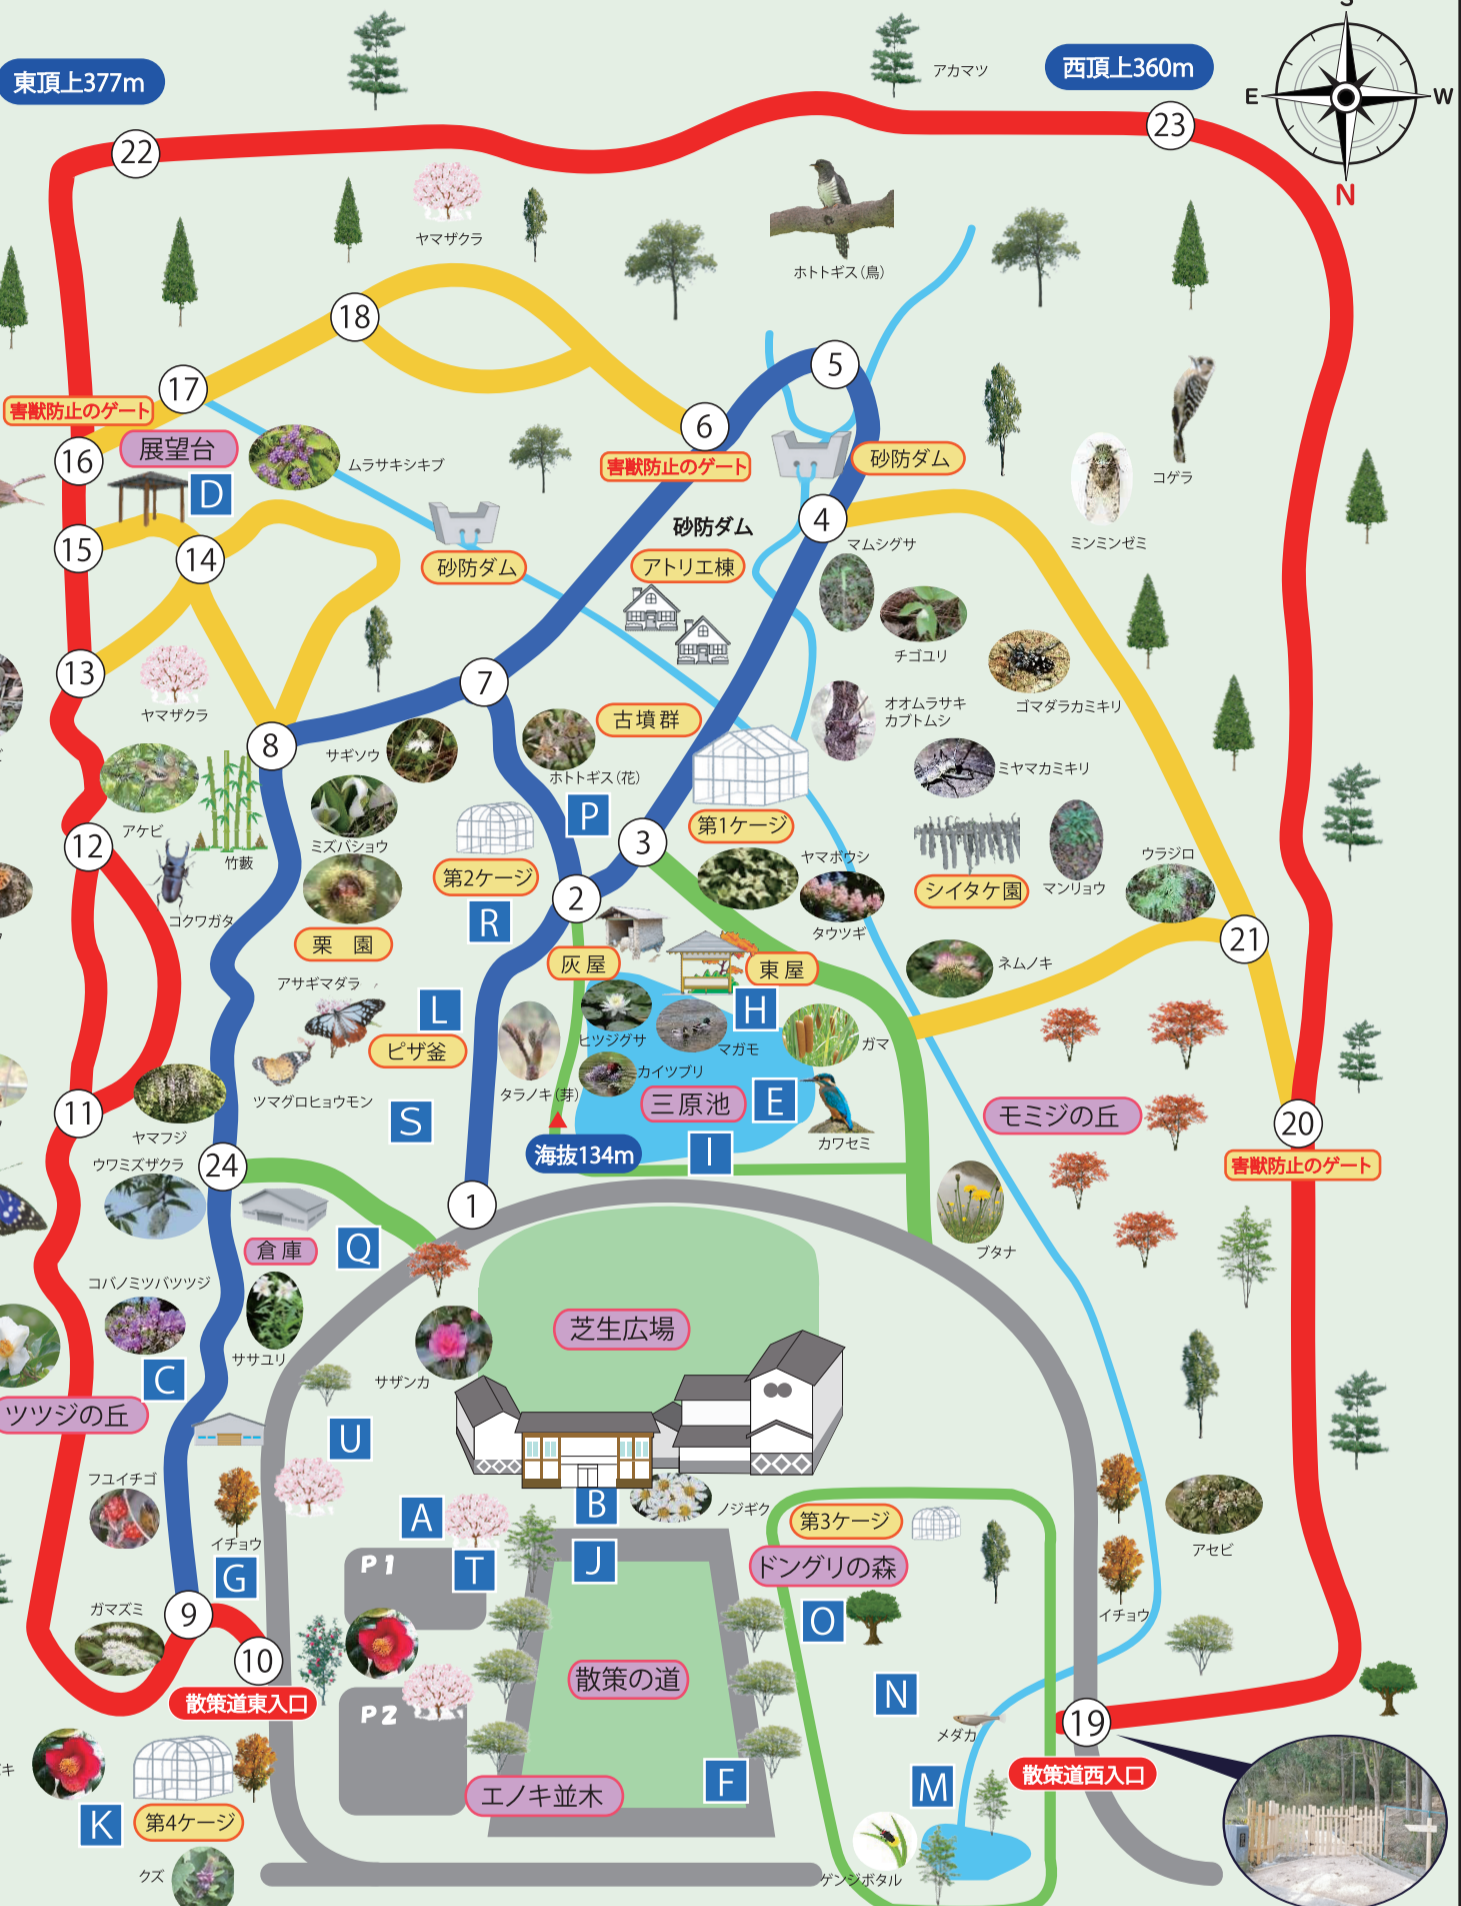 S
東頂上377m
アカマツ
西頂上360m
E
W
N
22
23
ヤマザクラ
ホトトギス(鳥)
18
5
17
害獣防止のゲート
6
展望台
16
ムラサキシキブ
害獣防止のゲート
砂防ダム
コゲラ
D
4
砂防ダム
ミンミンゼミ
15
14
マムシグサ
砂防ダム
アトリエ棟
チゴユリ
13
7
ゴマダラカミキリ
オオムラサキ
カブトムシ
ヤマザクラ
古墳群
8
サギソウ
ホトトギス(花)
ミヤマカミキリ
P
アケビ
第1ケージ
12
ミズバショウ
3
竹藪
ヤマボウシ
ウラジロ
第2ケージ
シイタケ園
マンリョウ
2
コクワガタ
R
タウツギ
栗 園
21
灰屋
東屋
ネムノキ
アサギマダラ
L
H
ヒツジグサ
マガモ
ガマ
ピザ釜
カイツブリ
タラノキ(芽)
ツマグロヒョウモン
三原池
E
11
S
モミジの丘
20
ヤマフジ
カワセミ
海抜134m
I
ウワミズザクラ
24
害獣防止のゲート
1
倉庫
Q
ブタナ
コバノミツバツツジ
芝生広場
ササユリ
サザンカ
C
ツツジの丘
U
フユイチゴ
B
ノジギク
A
第3ケージ
イチョウ
P1
T
J
ドングリの森
アセビ
G
ガマズミ
9
O
イチョウ
10
散策の道
散策道東入口
N
P2
メダカ
19
散策道西入口
エノキ並木
F
M
キ
K
第4ケージ
クズ
ゲンジボタル